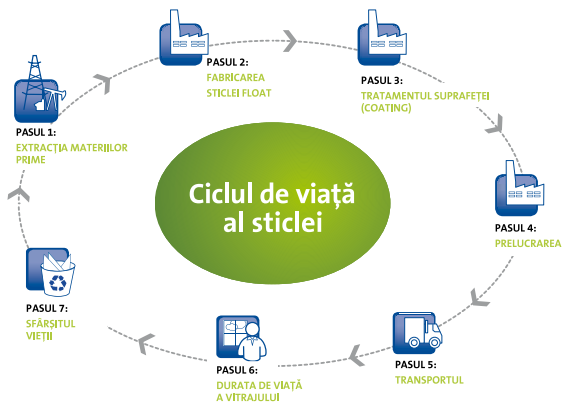 Ciclul de viață
al sticlei
PASUL 1:
EXTRACȚIA MATERIILOR
PRIME
PASUL 2:
FABRICAREA
STICLEI FLOAT
PASUL 3:
TRATAMENTUL SUPRAFEȚEI
(COATING)
PASUL 4:
PRELUCRAREA
PASUL 5:
TRANSPORTUL
PASUL 6:
DURATA DE VIAȚĂ
A VITRAJULUI
PASUL 7:
SFÂRȘITUL
VIEȚII